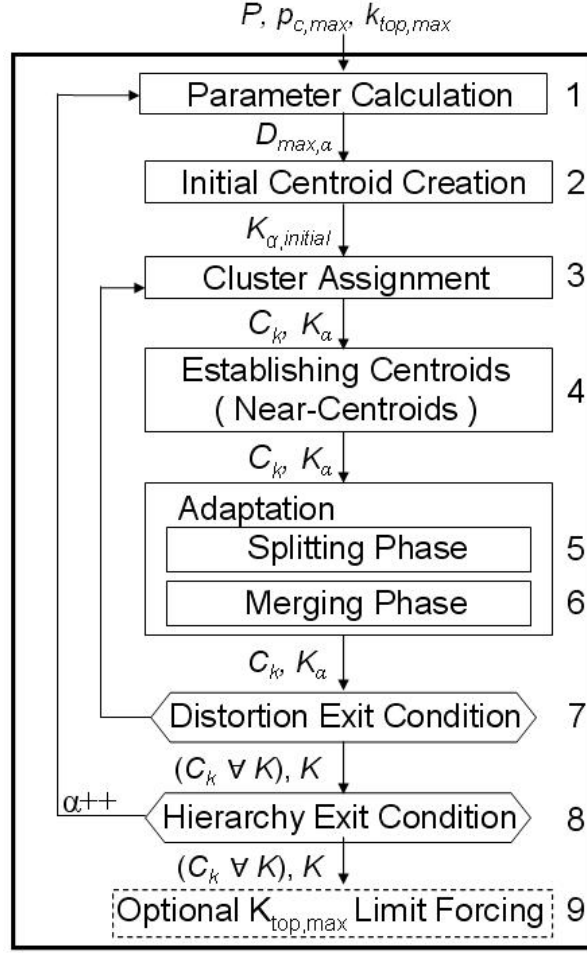 P, p_c,max, k_top,max
Parameter Calculation 1
D_max,α
Initial Centroid Creation 2
K_α,initial
Cluster Assignment 3
C_k, K_α
Establishing Centroids
( Near-Centroids ) 4
C_k, K_α
Adaptation
Splitting Phase 5
Merging Phase 6
C_k, K_α
Distortion Exit Condition 7
(C_k ∀ K), K
α++
Hierarchy Exit Condition 8
(C_k ∀ K), K
Optional K_top,max Limit Forcing 9